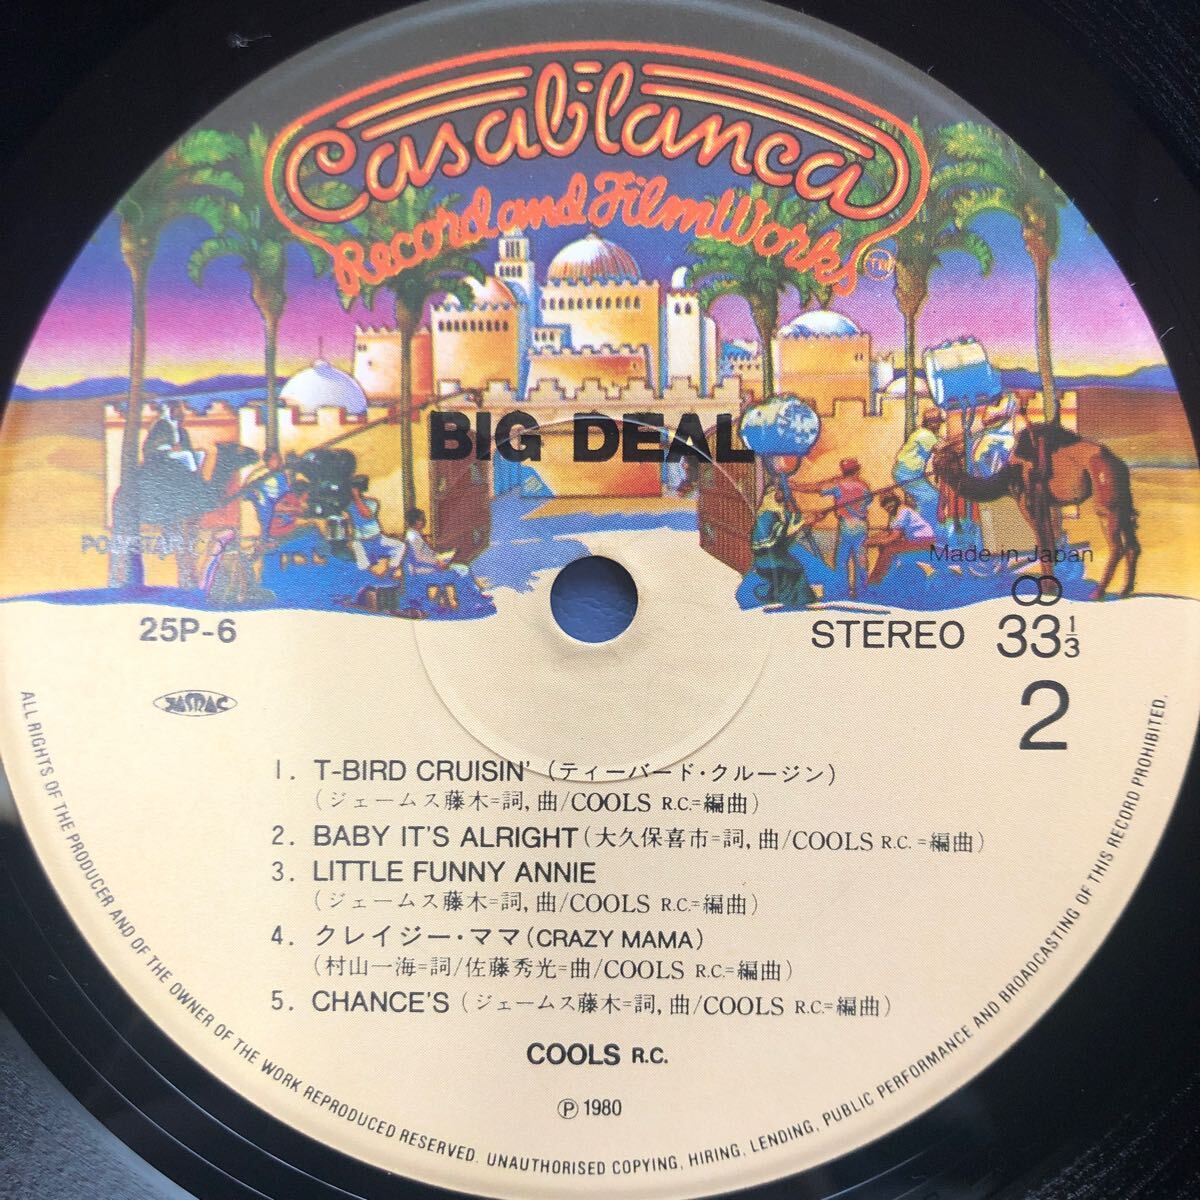 Casablanca
Record and FilmWorks TM
BIG DEAL
Made in Japan
25P-6
STEREO 33 1/3
2
1. T-BIRD CRUISIN' (ティーバード・クルージン)
(ジェームス藤木=詞, 曲/COOLS R.C.=編曲)
2. BABY IT'S ALRIGHT (大久保喜市=詞, 曲/COOLS R.C. =編曲)
3. LITTLE FUNNY ANNIE
(ジェームス藤木=詞, 曲/COOLS R.C.=編曲)
4. クレイジー・ママ (CRAZY MAMA)
(村山一海=詞/佐藤秀光=曲/COOLS R.C.=編曲)
5. CHANCE'S (ジェームス藤木=詞, 曲/COOLS R.C.=編曲)
COOLS R.C.
Ⓟ 1980
ALL RIGHTS OF THE PRODUCER AND OF THE OWNER OF THE WORK REPRODUCED RESERVED. UNAUTHORISED COPYING, HIRING, LENDING, PUBLIC PERFORMANCE AND BROADCASTING OF THIS RECORD PROHIBITED.